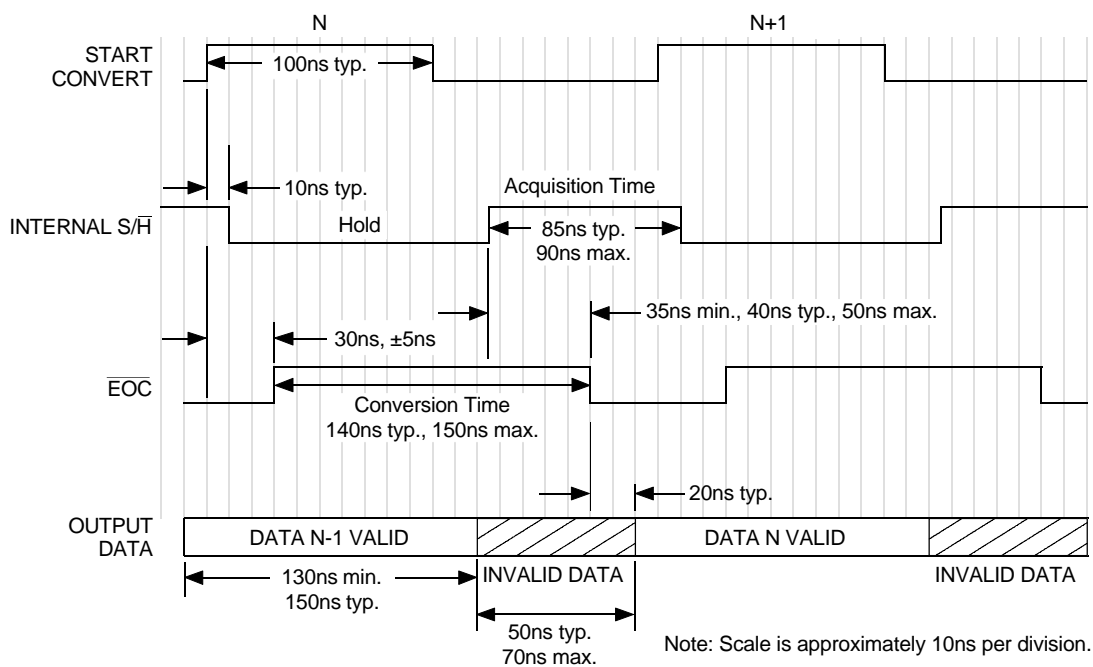 N
N+1
START
CONVERT
100ns typ.
10ns typ.
Acquisition Time
INTERNAL S/H̅
Hold
85ns typ.
90ns max.
35ns min., 40ns typ., 50ns max.
30ns, ±5ns
E̅O̅C̅
Conversion Time
140ns typ., 150ns max.
20ns typ.
OUTPUT
DATA
DATA N-1 VALID
DATA N VALID
130ns min.
150ns typ.
INVALID DATA
INVALID DATA
50ns typ.
70ns max.
Note: Scale is approximately 10ns per division.